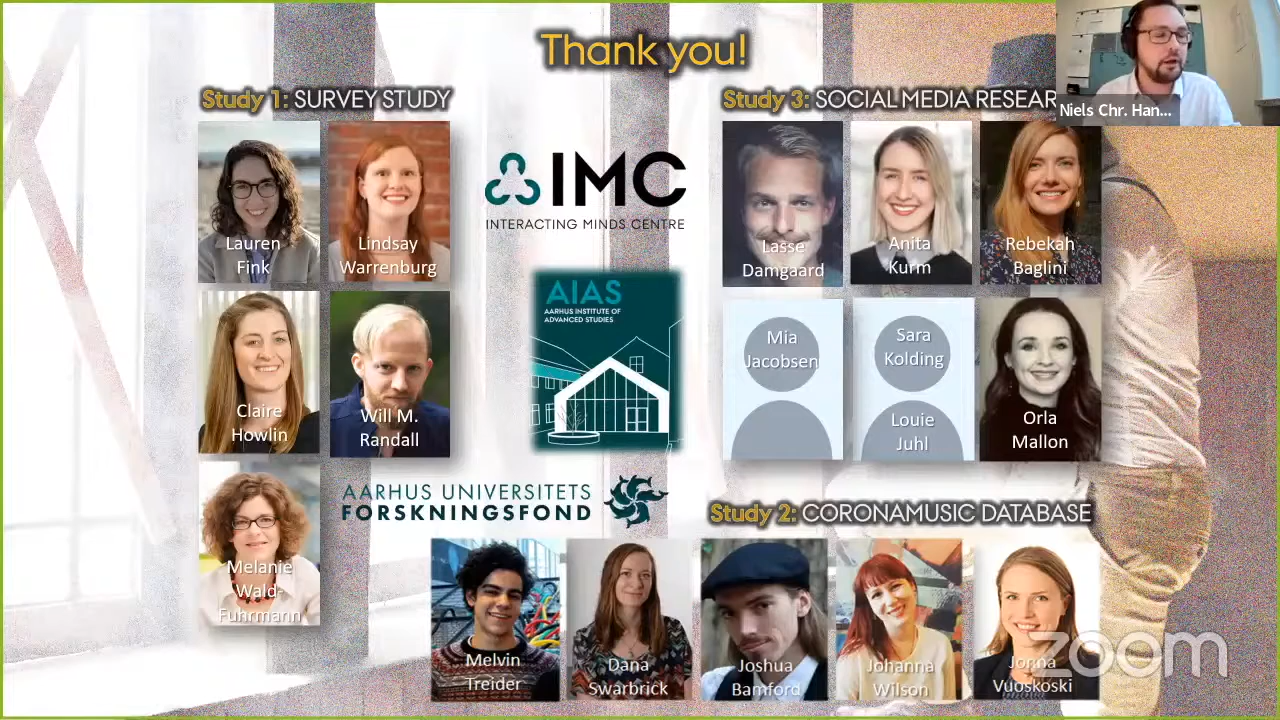 Thank you!
Study 1: SURVEY STUDY
Lauren
Fink
Lindsay
Warrenburg
Claire
Howlin
Will M.
Randall
Melanie
Wald-
Fuhrmann
IMC
INTERACTING MINDS CENTRE
AIAS
AARHUS INSTITUTE OF
ADVANCED STUDIES
AARHUS UNIVERSITETS
FORSKNINGSFOND
Study 3: SOCIAL MEDIA RESEAR
Niels Chr. Han...
Lasse
Damgaard
Anita
Kurm
Rebekah
Baglini
Mia
Jacobsen
Sara
Kolding
Louie
Juhl
Orla
Mallon
Study 2: CORONAMUSIC DATABASE
Melvin
Treider
Dana
Swarbrick
Joshua
Bamford
Johanna
Wilson
Jonna
Vuoskoski
zoom